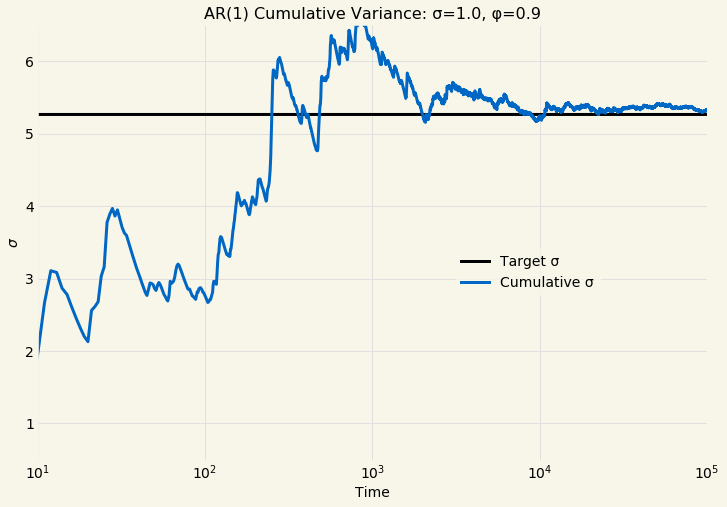 AR(1) Cumulative Variance: σ=1.0, φ=0.9
6
5
4
3
2
1
σ
Target σ
Cumulative σ
10¹
10²
10³
10⁴
10⁵
Time